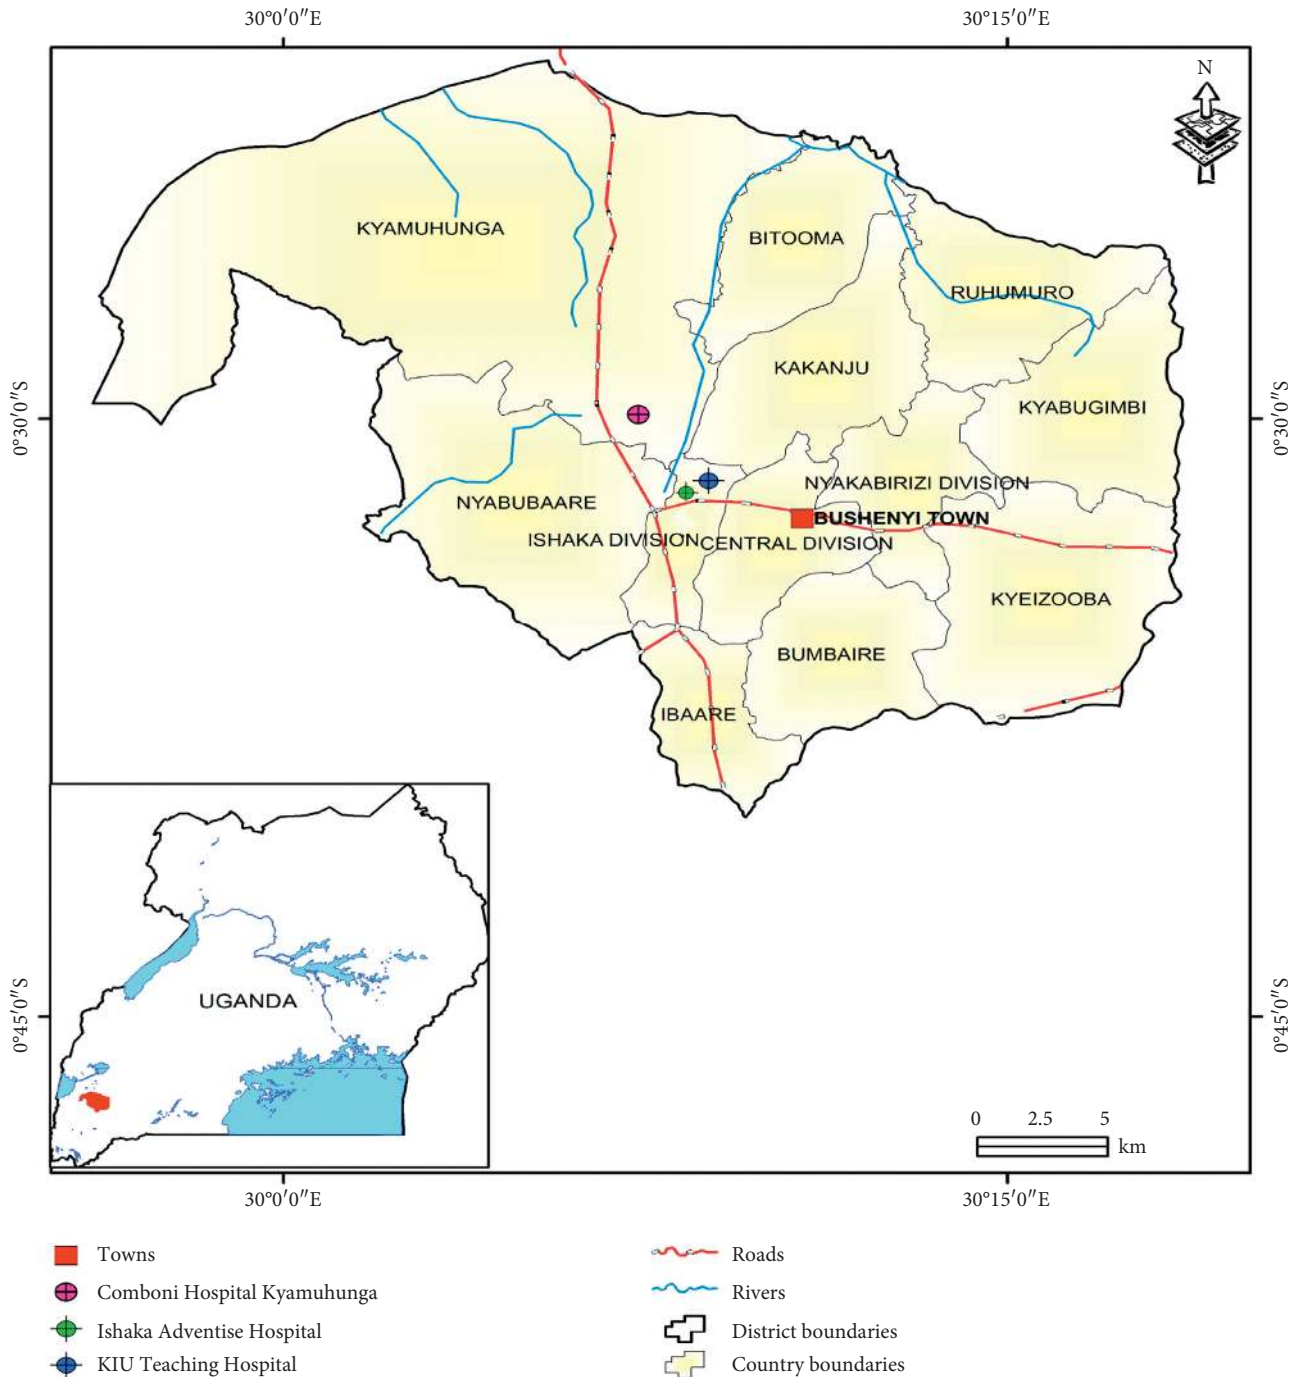 30°0′0″E
30°15′0″E
N
KYAMUHUNGA
BITOOMA
RUHUMURO
KAKANJU
KYABUGIMBI
0°30′0″S
0°30′0″S
NYAKABIRIZI DIVISION
NYABUBAARE
BUSHENYI TOWN
ISHAKA DIVISION
CENTRAL DIVISION
KYEIZOOBA
BUMBAIRE
IBAARE
UGANDA
0°45′0″S
0°45′0″S
0 2.5 5
km
30°0′0″E
30°15′0″E
Towns
Comboni Hospital Kyamuhunga
Ishaka Adventise Hospital
KIU Teaching Hospital
Roads
Rivers
District boundaries
Country boundaries